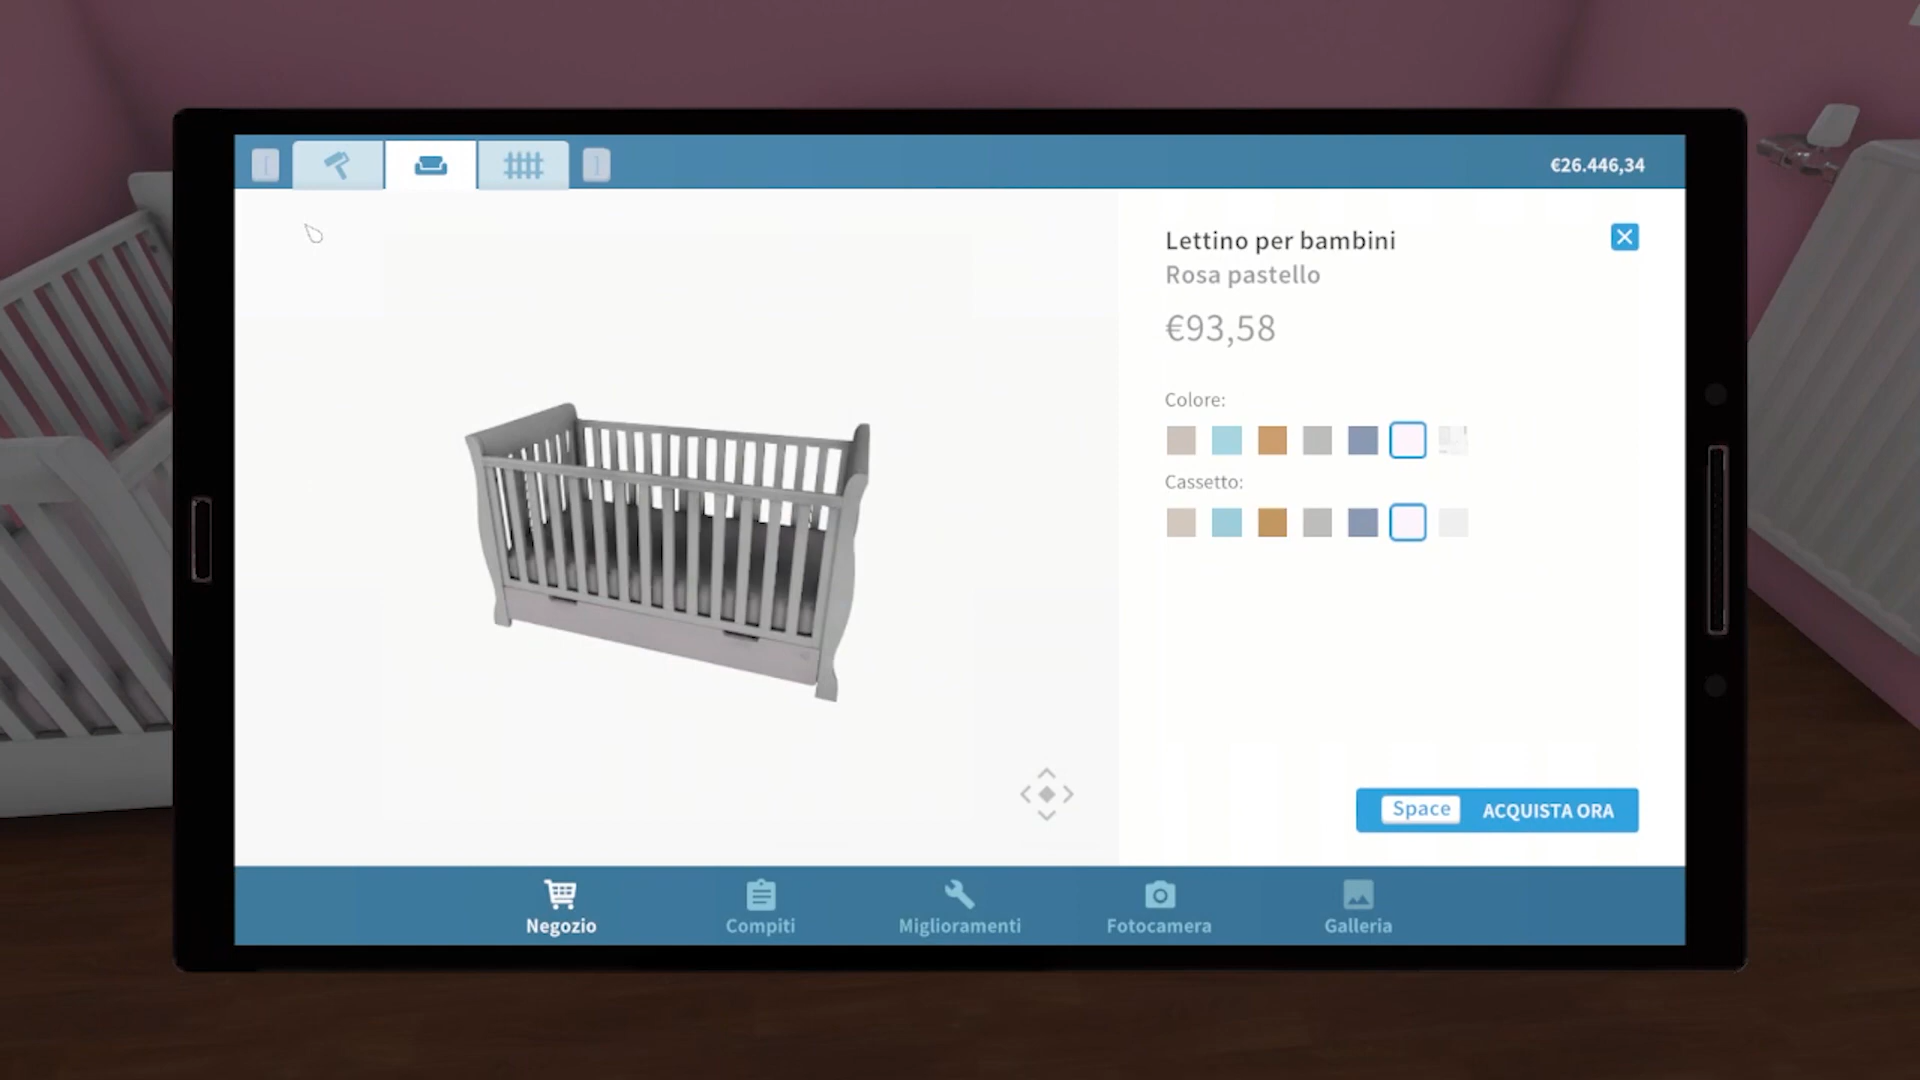 [
]
€26.446,34
Lettino per bambini
Rosa pastello
€93,58
Colore:
Cassetto:
Space ACQUISTA ORA
Negozio
Compiti
Miglioramenti
Fotocamera
Galleria